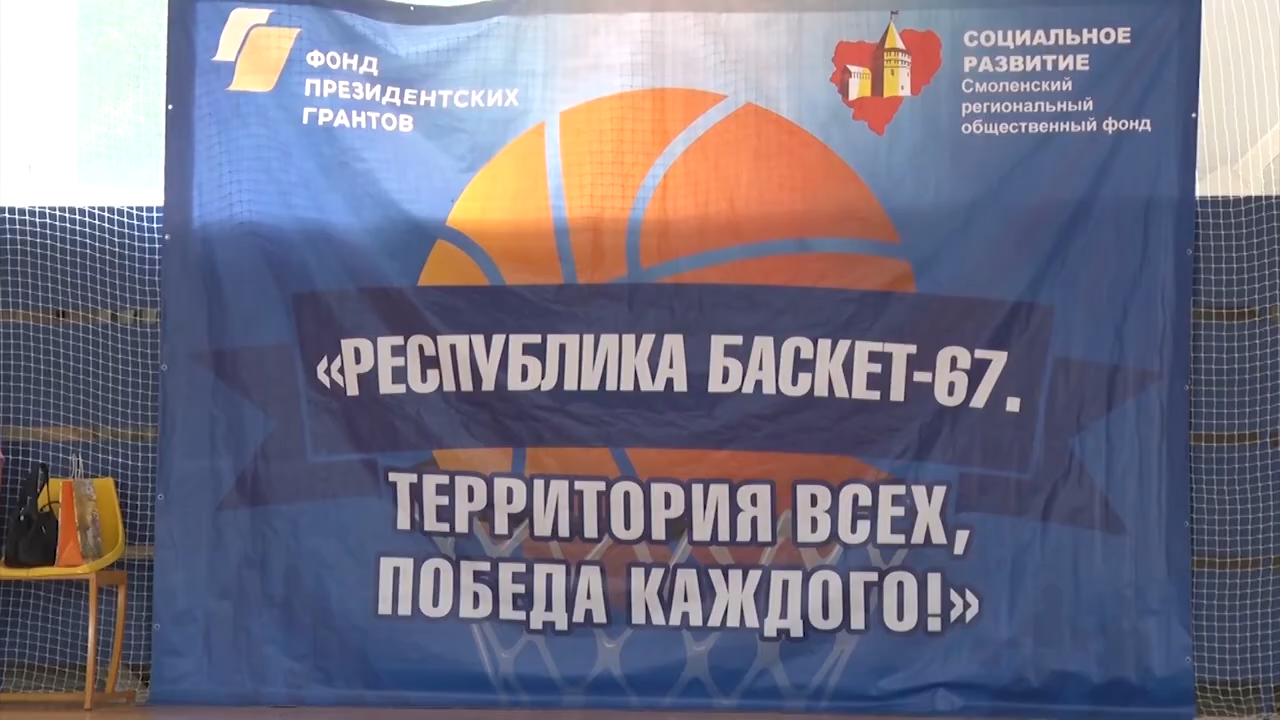 ФОНД
ПРЕЗИДЕНТСКИХ
ГРАНТОВ
СОЦИАЛЬНОЕ
РАЗВИТИЕ
Смоленский
региональный
общественный фонд
«РЕСПУБЛИКА БАСКЕТ-67.
ТЕРРИТОРИЯ ВСЕХ,
ПОБЕДА КАЖДОГО!»